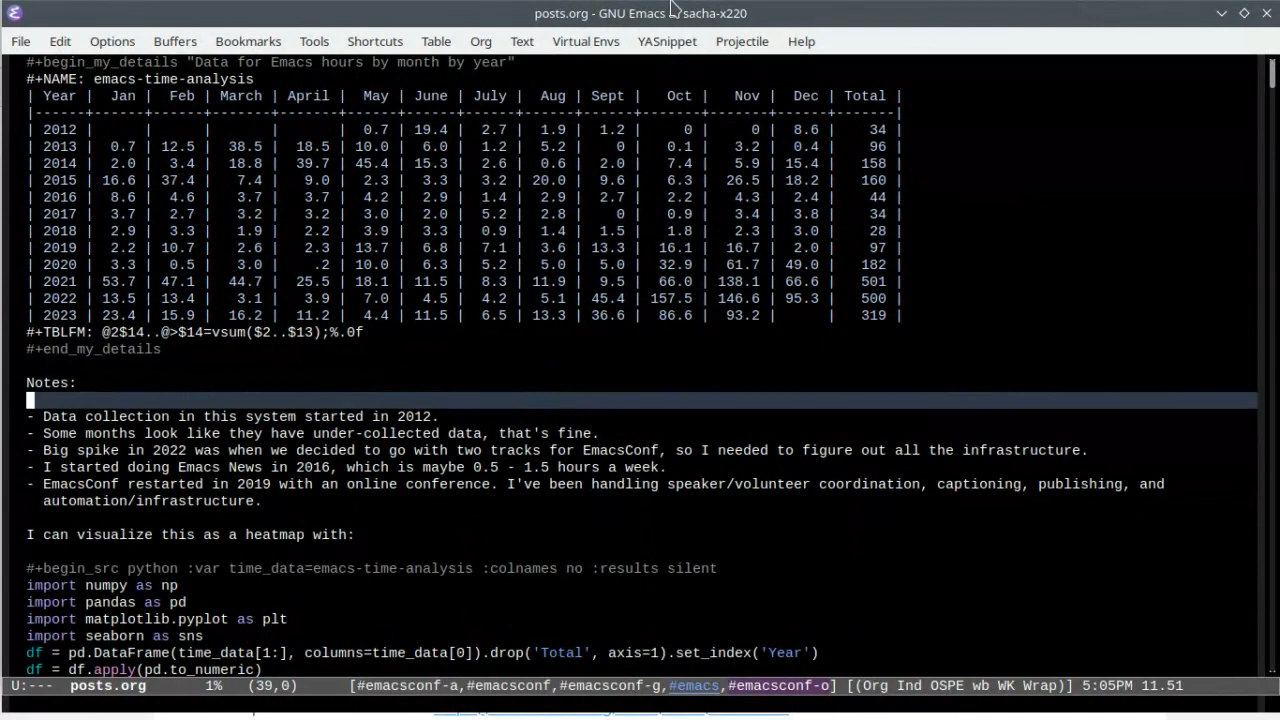 posts.org - GNU Emacs at sacha-x220
File Edit Options Buffers Bookmarks Tools Shortcuts Table Org Text Virtual Envs YASnippet Projectile Help
#+begin_my_details "Data for Emacs hours by month by year"
#+NAME: emacs-time-analysis
| Year | Jan | Feb | March | April | May | June | July | Aug | Sept | Oct | Nov | Dec | Total |
|------+------+------+-------+-------+------+------+------+------+------+-------+-------+------+-------|
| 2012 | | | | | 0.7 | 19.4 | 2.7 | 1.9 | 1.2 | 0 | 0 | 8.6 | 34 |
| 2013 | 0.7 | 12.5 | 38.5 | 18.5 | 10.0 | 6.0 | 1.2 | 5.2 | 0 | 0.1 | 3.2 | 0.4 | 96 |
| 2014 | 2.0 | 3.4 | 18.8 | 39.7 | 45.4 | 15.3 | 2.6 | 0.6 | 2.0 | 7.4 | 5.9 | 15.4 | 158 |
| 2015 | 16.6 | 37.4 | 7.4 | 9.0 | 2.3 | 3.3 | 3.2 | 20.0 | 9.6 | 6.3 | 26.5 | 18.2 | 160 |
| 2016 | 8.6 | 4.6 | 3.7 | 3.7 | 4.2 | 2.9 | 1.4 | 2.9 | 2.7 | 2.2 | 4.3 | 2.4 | 44 |
| 2017 | 3.7 | 2.7 | 3.2 | 3.2 | 3.0 | 2.0 | 5.2 | 2.8 | 0 | 0.9 | 3.4 | 3.8 | 34 |
| 2018 | 2.9 | 3.3 | 1.9 | 2.2 | 3.9 | 3.3 | 0.9 | 1.4 | 1.5 | 1.8 | 2.3 | 3.0 | 28 |
| 2019 | 2.2 | 10.7 | 2.6 | 2.3 | 13.7 | 6.8 | 7.1 | 3.6 | 13.3 | 16.1 | 16.7 | 2.0 | 97 |
| 2020 | 3.3 | 0.5 | 3.0 | .2 | 10.0 | 6.3 | 5.2 | 5.0 | 5.0 | 32.9 | 61.7 | 49.0 | 182 |
| 2021 | 53.7 | 47.1 | 44.7 | 25.5 | 18.1 | 11.5 | 8.3 | 11.9 | 9.5 | 66.0 | 138.1 | 66.6 | 501 |
| 2022 | 13.5 | 13.4 | 3.1 | 3.9 | 7.0 | 4.5 | 4.2 | 5.1 | 45.4 | 157.5 | 146.6 | 95.3 | 500 |
| 2023 | 23.4 | 15.9 | 16.2 | 11.2 | 4.4 | 11.5 | 6.5 | 13.3 | 36.6 | 86.6 | 93.2 | | 319 |
#+TBLFM: @2$14..@>$14=vsum($2..$13);%.0f
#+end_my_details
Notes:
- Data collection in this system started in 2012.
- Some months look like they have under-collected data, that's fine.
- Big spike in 2022 was when we decided to go with two tracks for EmacsConf, so I needed to figure out all the infrastructure.
- I started doing Emacs News in 2016, which is maybe 0.5 - 1.5 hours a week.
- EmacsConf restarted in 2019 with an online conference. I've been handling speaker/volunteer coordination, captioning, publishing, and
automation/infrastructure.
I can visualize this as a heatmap with:
#+begin_src python :var time_data=emacs-time-analysis :colnames no :results silent
import numpy as np
import pandas as pd
import matplotlib.pyplot as plt
import seaborn as sns
df = pd.DataFrame(time_data[1:], columns=time_data[0]).drop('Total', axis=1).set_index('Year')
df = df.apply(pd.to_numeric)
U:--- posts.org 1% (39,0) [#emacsconf-a,#emacsconf,#emacsconf-g,#emacs,#emacsconf-o] [(Org Ind OSPE wb WK Wrap)] 5:05PM 11.51